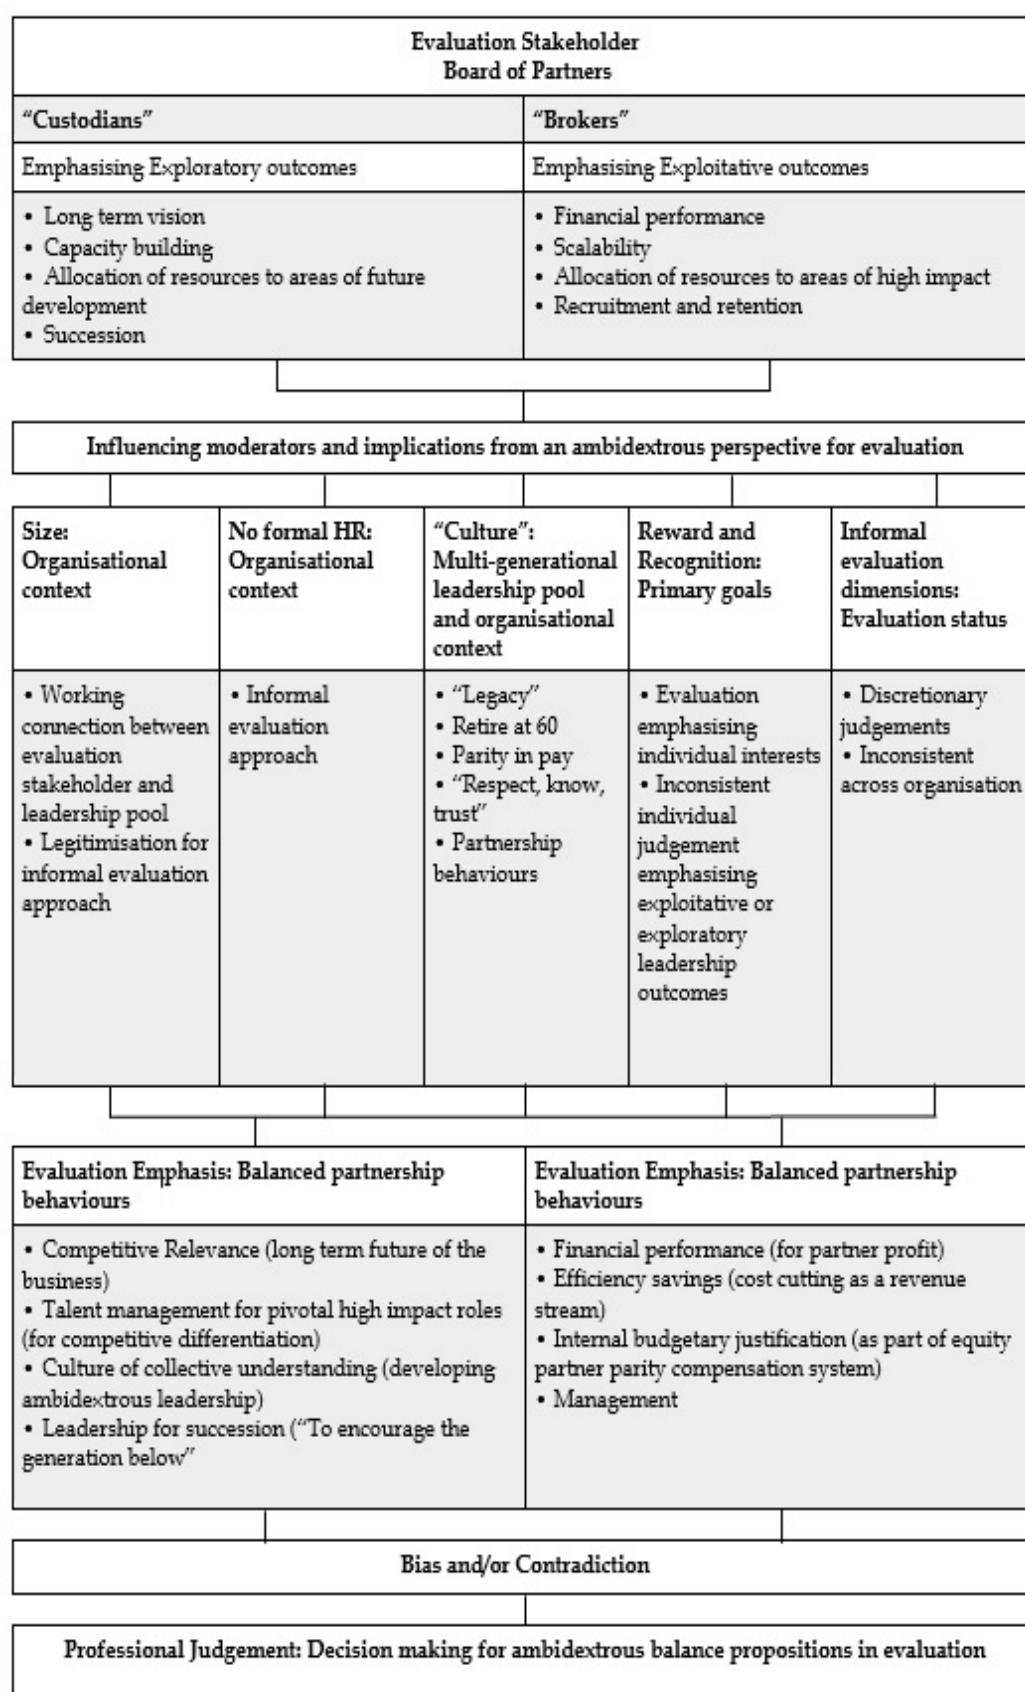 Evaluation Stakeholder
Board of Partners
“Custodians”
“Brokers”
Emphasising Exploratory outcomes
Emphasising Exploitative outcomes
• Long term vision
• Capacity building
• Allocation of resources to areas of future
development
• Succession
• Financial performance
• Scalability
• Allocation of resources to areas of high impact
• Recruitment and retention
Influencing moderators and implications from an ambidextrous perspective for evaluation
Size:
Organisational
context
No formal HR:
Organisational
context
“Culture”:
Multi-generational
leadership pool
and organisational
context
Reward and
Recognition:
Primary goals
Informal
evaluation
dimensions:
Evaluation status
• Working
connection between
evaluation
stakeholder and
leadership pool
• Legitimisation for
informal evaluation
approach
• Informal
evaluation
approach
• “Legacy”
• Retire at 60
• Parity in pay
• “Respect, know,
trust”
• Partnership
behaviours
• Evaluation
emphasising
individual interests
• Inconsistent
individual
judgement
emphasising
exploitative or
exploratory
leadership
outcomes
• Discretionary
judgements
• Inconsistent
across organisation
Evaluation Emphasis: Balanced partnership
behaviours
Evaluation Emphasis: Balanced partnership
behaviours
• Competitive Relevance (long term future of the
business)
• Talent management for pivotal high impact roles
(for competitive differentiation)
• Culture of collective understanding (developing
ambidextrous leadership)
• Leadership for succession (“To encourage the
generation below”
• Financial performance (for partner profit)
• Efficiency savings (cost cutting as a revenue
stream)
• Internal budgetary justification (as part of equity
partner parity compensation system)
• Management
Bias and/or Contradiction
Professional Judgement: Decision making for ambidextrous balance propositions in evaluation